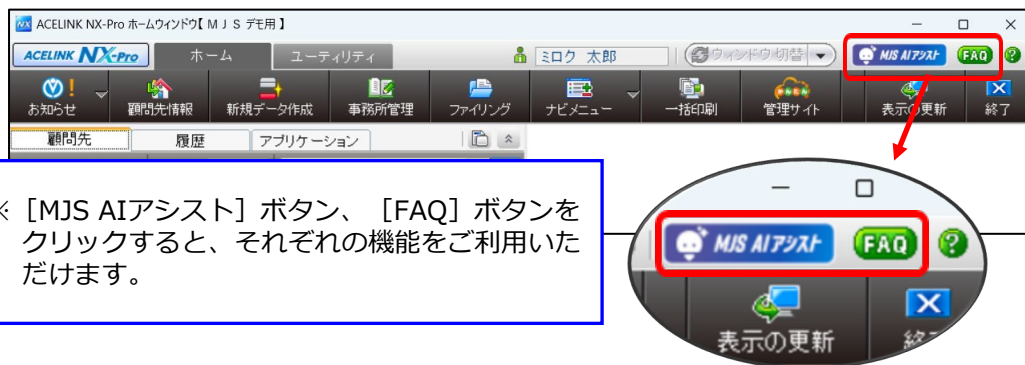 ACELINK NX-Pro ホームウィンドウ【 M J S デモ用 】
ACELINK NX-Pro ホーム ユーティリティ ミロク 太郎 ウィンドウ切替 MJS AIアシスト FAQ ?
お知らせ 顧問先情報 新規データ作成 事務所管理 ファイリング ナビメニュー 一括印刷 管理サイト 表示の更新 終了
顧問先 履歴 アプリケーション
※［MJS AIアシスト］ボタン、［FAQ］ボタンを
クリックすると、それぞれの機能をご利用いた
だけます。
MJS AIアシスト FAQ ?
表示の更新 終了